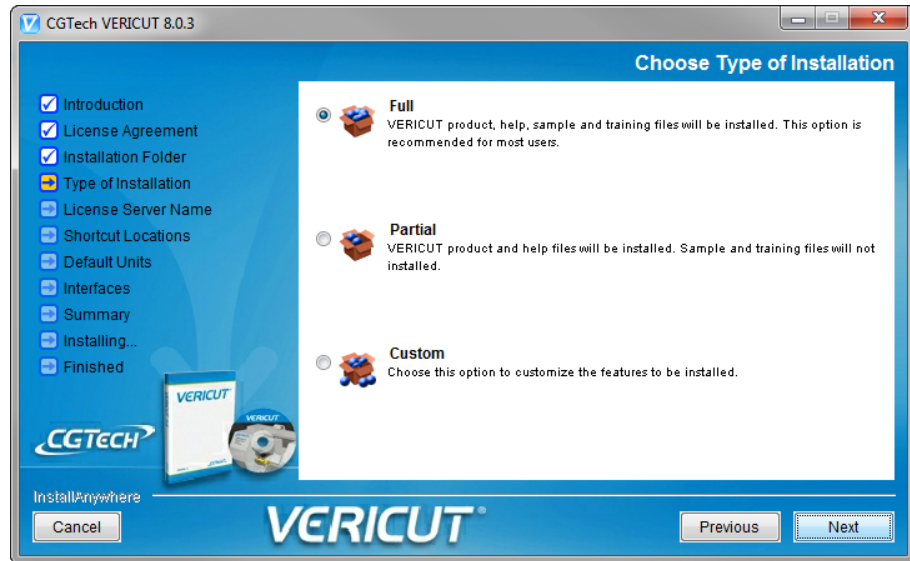 CGTech VERICUT 8.0.3
Choose Type of Installation
Introduction
License Agreement
Installation Folder
Type of Installation
License Server Name
Shortcut Locations
Default Units
Interfaces
Summary
Installing...
Finished
Full
VERICUT product, help, sample and training files will be installed. This option is
recommended for most users.
Partial
VERICUT product and help files will be installed. Sample and training files will not
installed.
Custom
Choose this option to customize the features to be installed.
VERICUT
VERICUT
CGTECH
InstallAnywhere
Cancel
VERICUT
Previous
Next